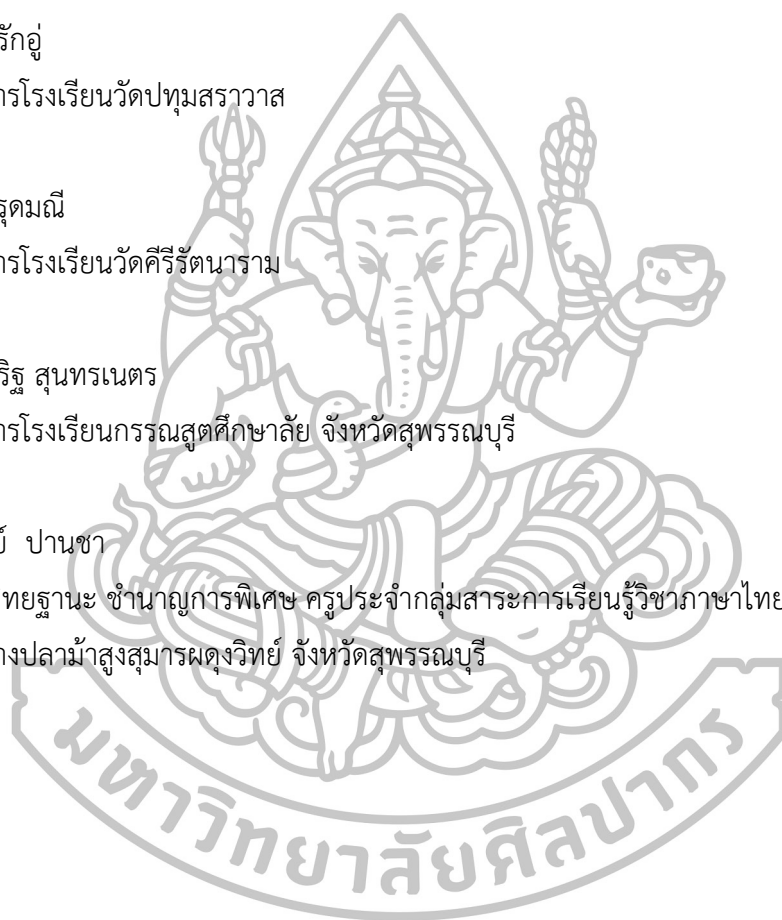 รักอู่
ารโรงเรียนวัดปทุมสราวาส
รุดมณี
ารโรงเรียนวัดคีรีรัตนาราม
ริฐ สุนทรเนตร
ารโรงเรียนกรรณสูตศึกษาลัย จังหวัดสุพรรณบุรี
ย์ ปานชา
ทยฐานะ ชำนาญการพิเศษ ครูประจำกลุ่มสาระการเรียนรู้วิชาภาษาไทย
างปลาม้าสูงสุมารผดุงวิทย์ จังหวัดสุพรรณบุรี
มหาวิทยาลัยศิลปากร